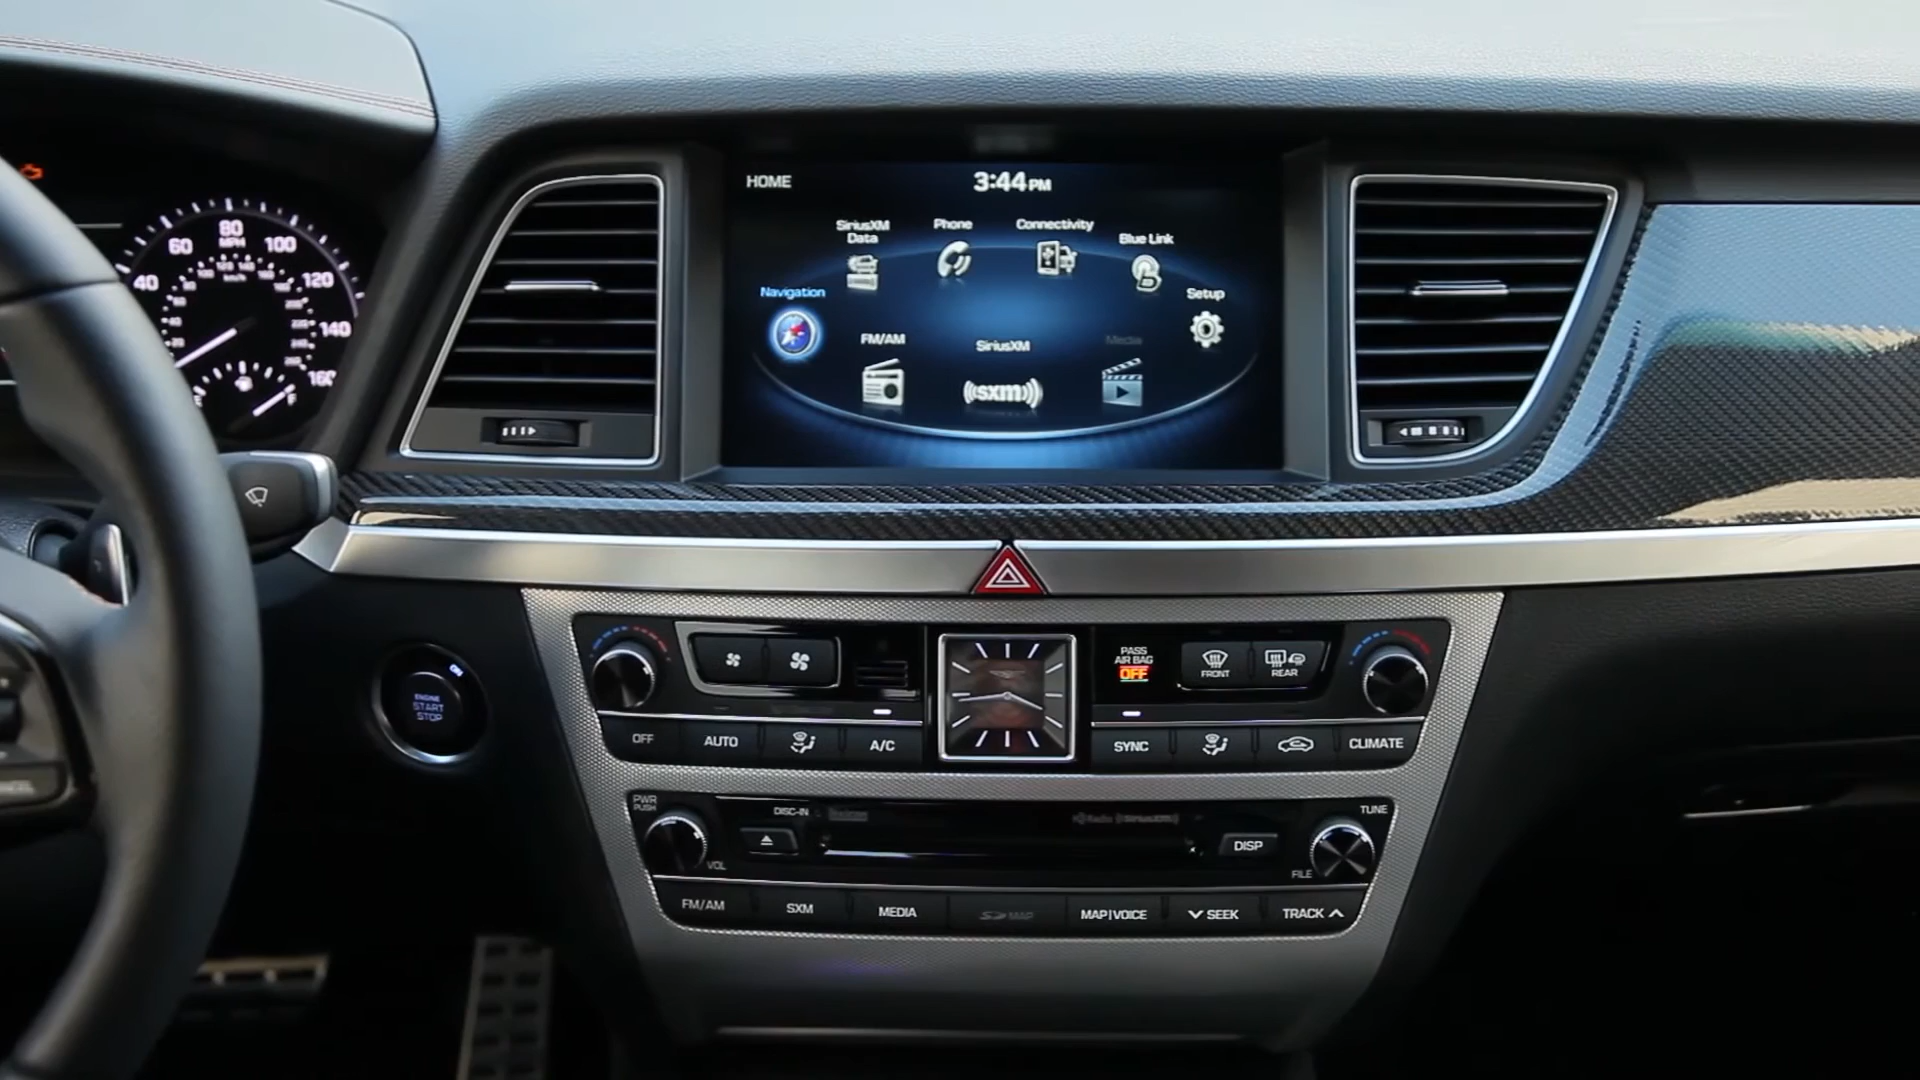 HOME
3:44 PM
SiriusXM
Data
Phone
Connectivity
Blue Link
Navigation
Setup
FM/AM
SiriusXM
Media
((sxm))
40
60
80
MPH
100
120
140
160
km/h
ENGINE
START
STOP
ON
PASS
AIR BAG
OFF
FRONT
REAR
OFF
AUTO
A/C
SYNC
CLIMATE
PWR
PUSH
VOL
DISC-IN
DISP
TUNE
FILE
FM/AM
SXM
MEDIA
MAP
MAP|VOICE
SEEK
TRACK